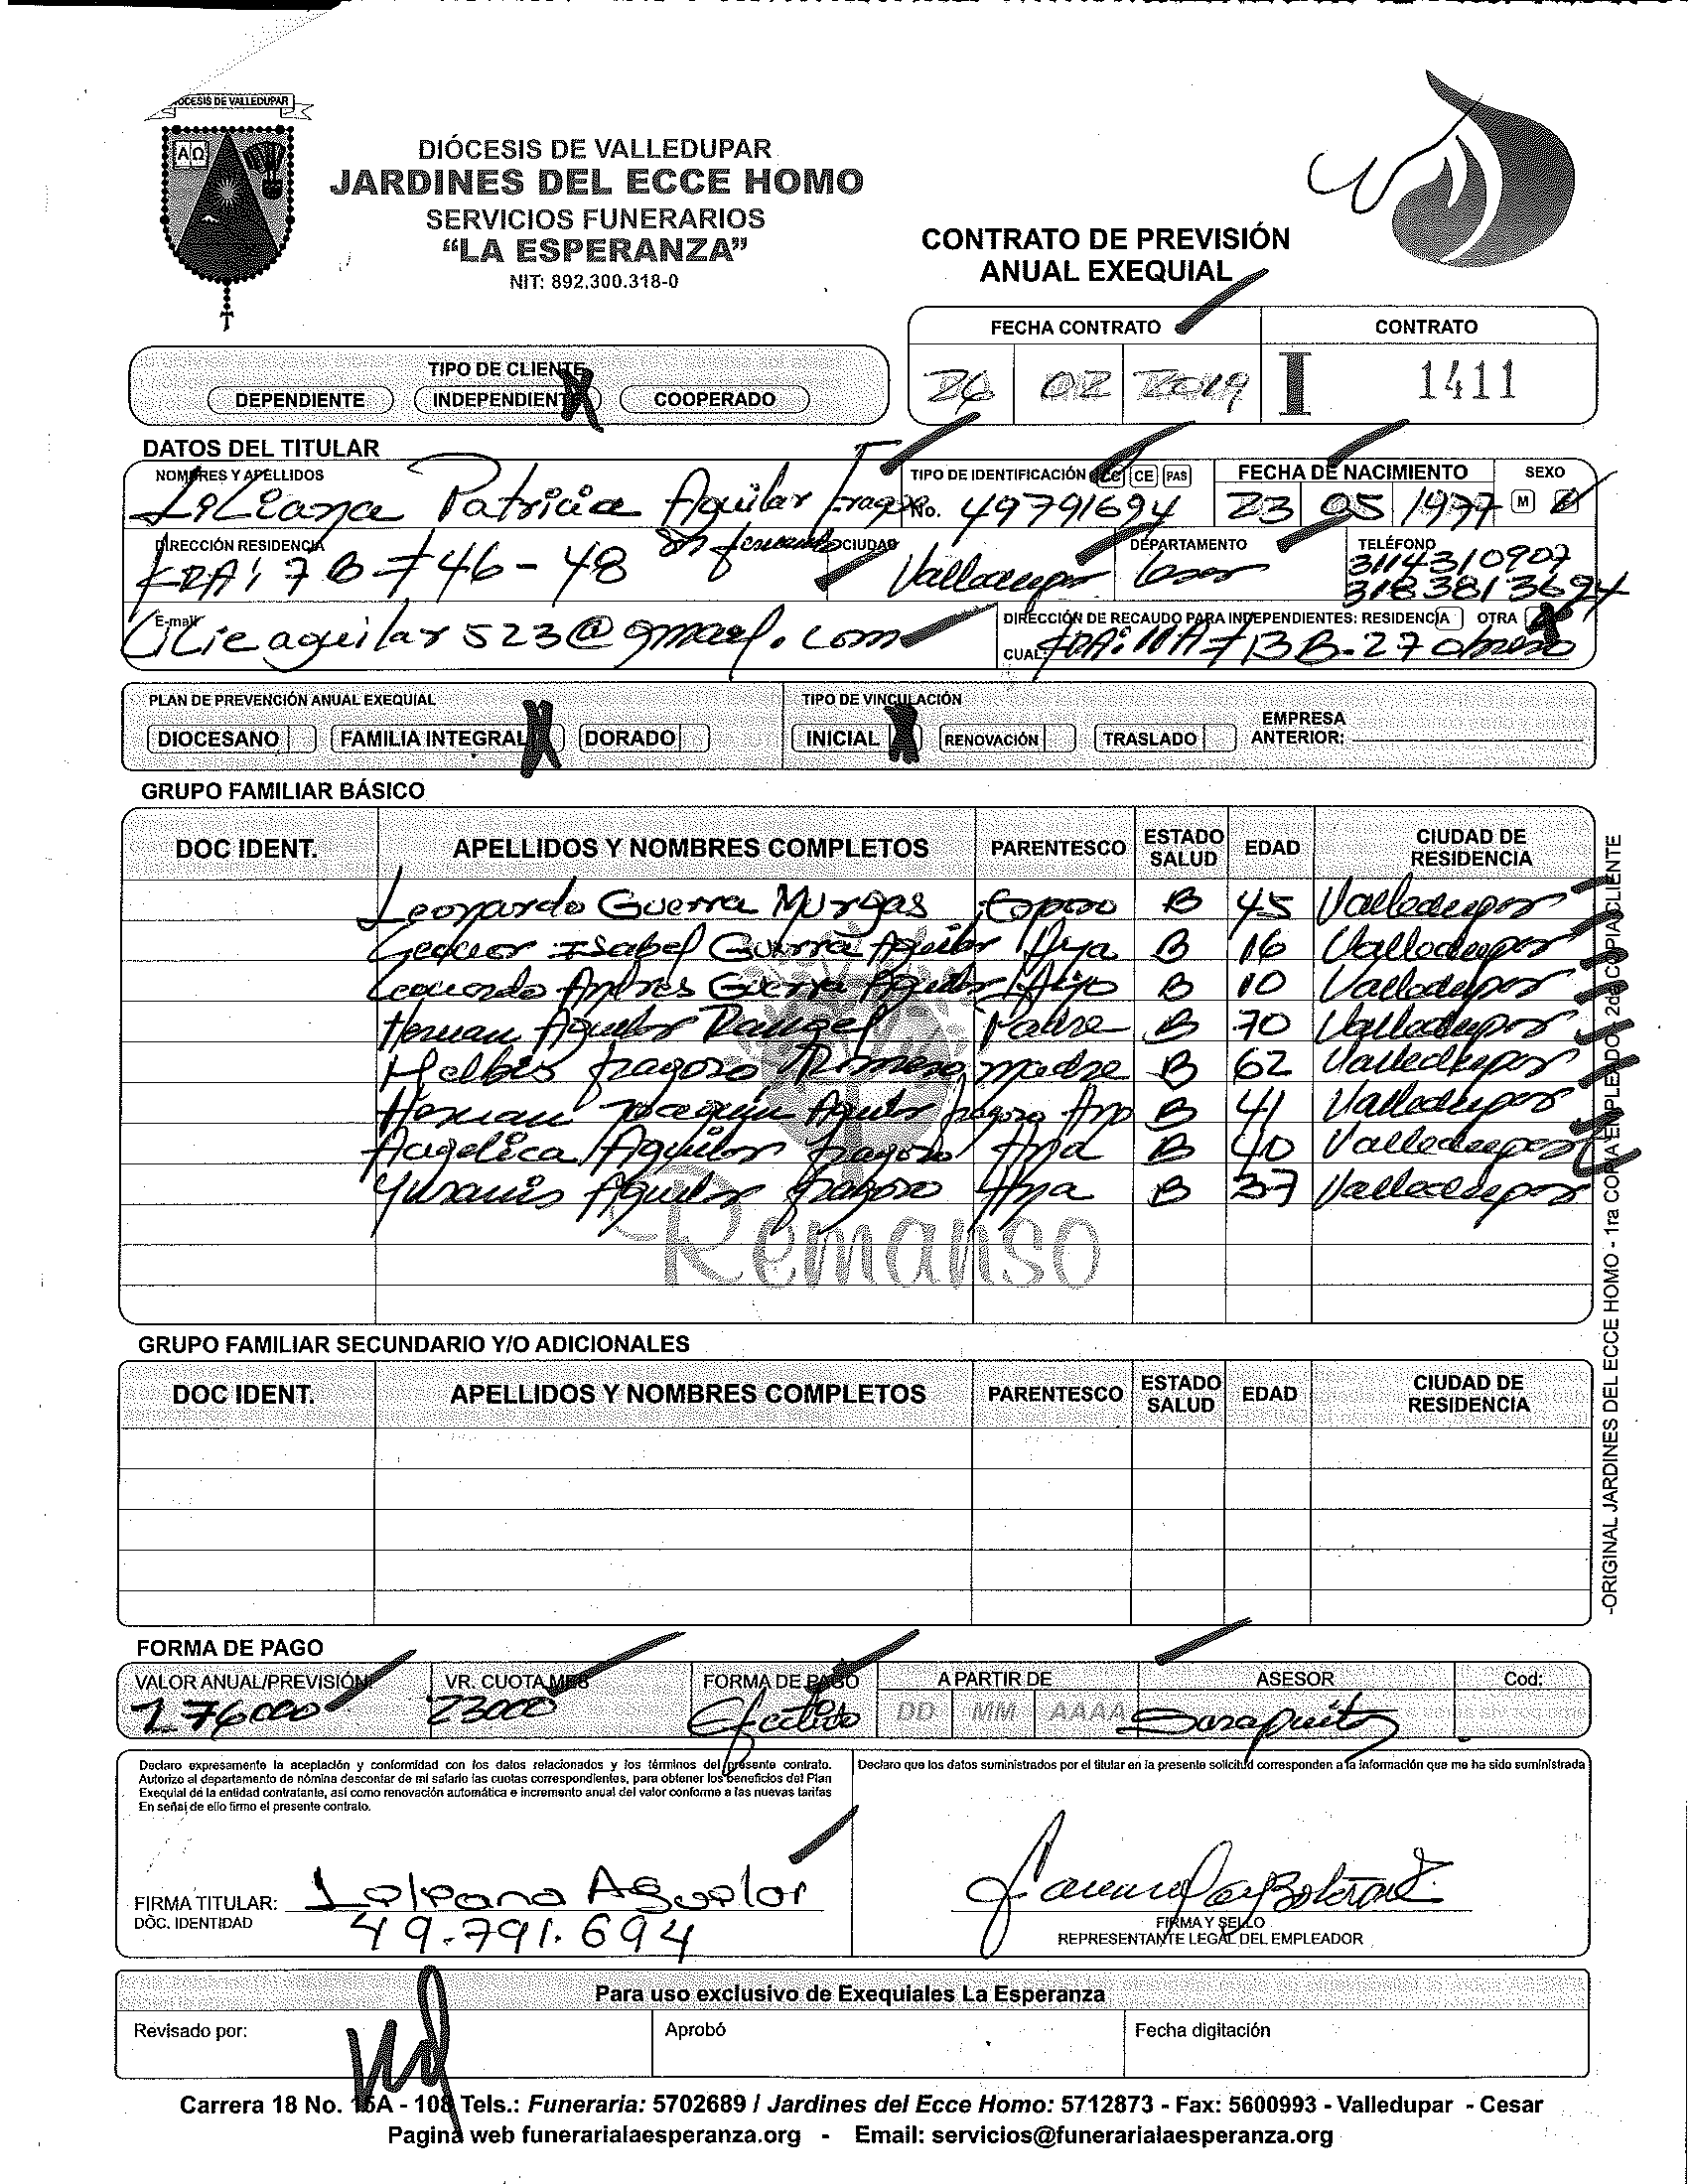 DIÓCESIS DE VALLEDUPAR
JARDINES DEL ECCE HOMO
SERVICIOS FUNERARIOS
“LA ESPERANZA”
NIT: 892.300.318-0
CONTRATO DE PREVISIÓN
ANUAL EXEQUIAL
FECHA CONTRATO CONTRATO
26 02 2019 I 1411
TIPO DE CLIENTE
DEPENDIENTE INDEPENDIENTE X COOPERADO
DATOS DEL TITULAR
NOMBRES Y APELLIDOS TIPO DE IDENTIFICACIÓN CC CE PAS FECHA DE NACIMIENTO SEXO
Liliana Patricia Aguilar Fragozo No. 49791694 23 05 1977 M F
DIRECCIÓN RESIDENCIA CIUDAD DEPARTAMENTO TELÉFONO
KRA: 7B # 46-48 Sn fernando Valledupar Cesar 3114310907
3183813694
E-mail DIRECCIÓN DE RECAUDO PARA INDEPENDIENTES: RESIDENCIA OTRA X
Lilieaguilar523@gmael.com CUAL: KRA: 11A # 13B-27 obrero
PLAN DE PREVENCIÓN ANUAL EXEQUIAL TIPO DE VINCULACIÓN
DIOCESANO FAMILIA INTEGRAL X DORADO INICIAL X RENOVACIÓN TRASLADO EMPRESA ANTERIOR:
GRUPO FAMILIAR BÁSICO
DOC IDENT. APELLIDOS Y NOMBRES COMPLETOS PARENTESCO ESTADO SALUD EDAD CIUDAD DE RESIDENCIA
Leonardo Guerra Murgas Esposo B 45 Valledupar
Isabel Guerra Aguilar Hija B 16 Valledupar
Leonardo Andres Guerra Aguilar Hijo B 10 Valledupar
Hernan Aguilar Rangel Padre B 70 Valledupar
Melbis fragozo Romero madre B 62 Valledupar
Hernan Joaquin Aguilar fragozo Hno B 41 Valledupar
Angelica Aguilar fragozo Hna B 40 Valledupar
Yuranis Aguilar fragozo Hna B 37 Valledupar
Remanso
GRUPO FAMILIAR SECUNDARIO Y/O ADICIONALES
DOC IDENT. APELLIDOS Y NOMBRES COMPLETOS PARENTESCO ESTADO SALUD EDAD CIUDAD DE RESIDENCIA
-ORIGINAL JARDINES DEL ECCE HOMO - 1ra COPIA EMPLEADO, 2da COPIA CLIENTE
FORMA DE PAGO
VALOR ANUAL/PREVISIÓN VR. CUOTA MES FORMA DE PAGO A PARTIR DE ASESOR Cod:
276000 23000 Efectivo DD MM AAAA
Declaro expresamente la aceptación y conformidad con los datos relacionados y los términos del presente contrato.
Autorizo al departamento de nómina descontar de mi salario las cuotas correspondientes, para obtener los beneficios del Plan
Exequial de la entidad contratante, así como renovación automática e incremento anual del valor conforme a las nuevas tarifas
En señal de ello firmo el presente contrato.
Declaro que los datos suministrados por el titular en la presente solicitud corresponden a la información que me ha sido suministrada
FIRMA TITULAR: Liliana Aguilar
DOC. IDENTIDAD 49.791.694
FIRMA Y SELLO
REPRESENTANTE LEGAL DEL EMPLEADOR
Para uso exclusivo de Exequiales La Esperanza
Revisado por: Aprobó Fecha digitación
Carrera 18 No. 15A - 108 Tels.: Funeraria: 5702689 / Jardines del Ecce Homo: 5712873 - Fax: 5600993 - Valledupar - Cesar
Pagina web funerarialaesperanza.org - Email: servicios@funerarialaesperanza.org